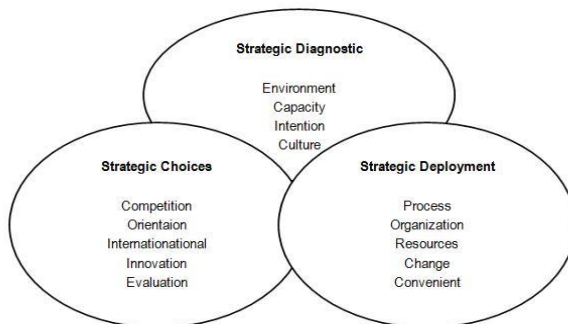 Strategic Diagnostic
Environment
Capacity
Intention
Culture
Strategic Choices
Competition
Orientaion
Internationational
Innovation
Evaluation
Strategic Deployment
Process
Organization
Resources
Change
Convenient